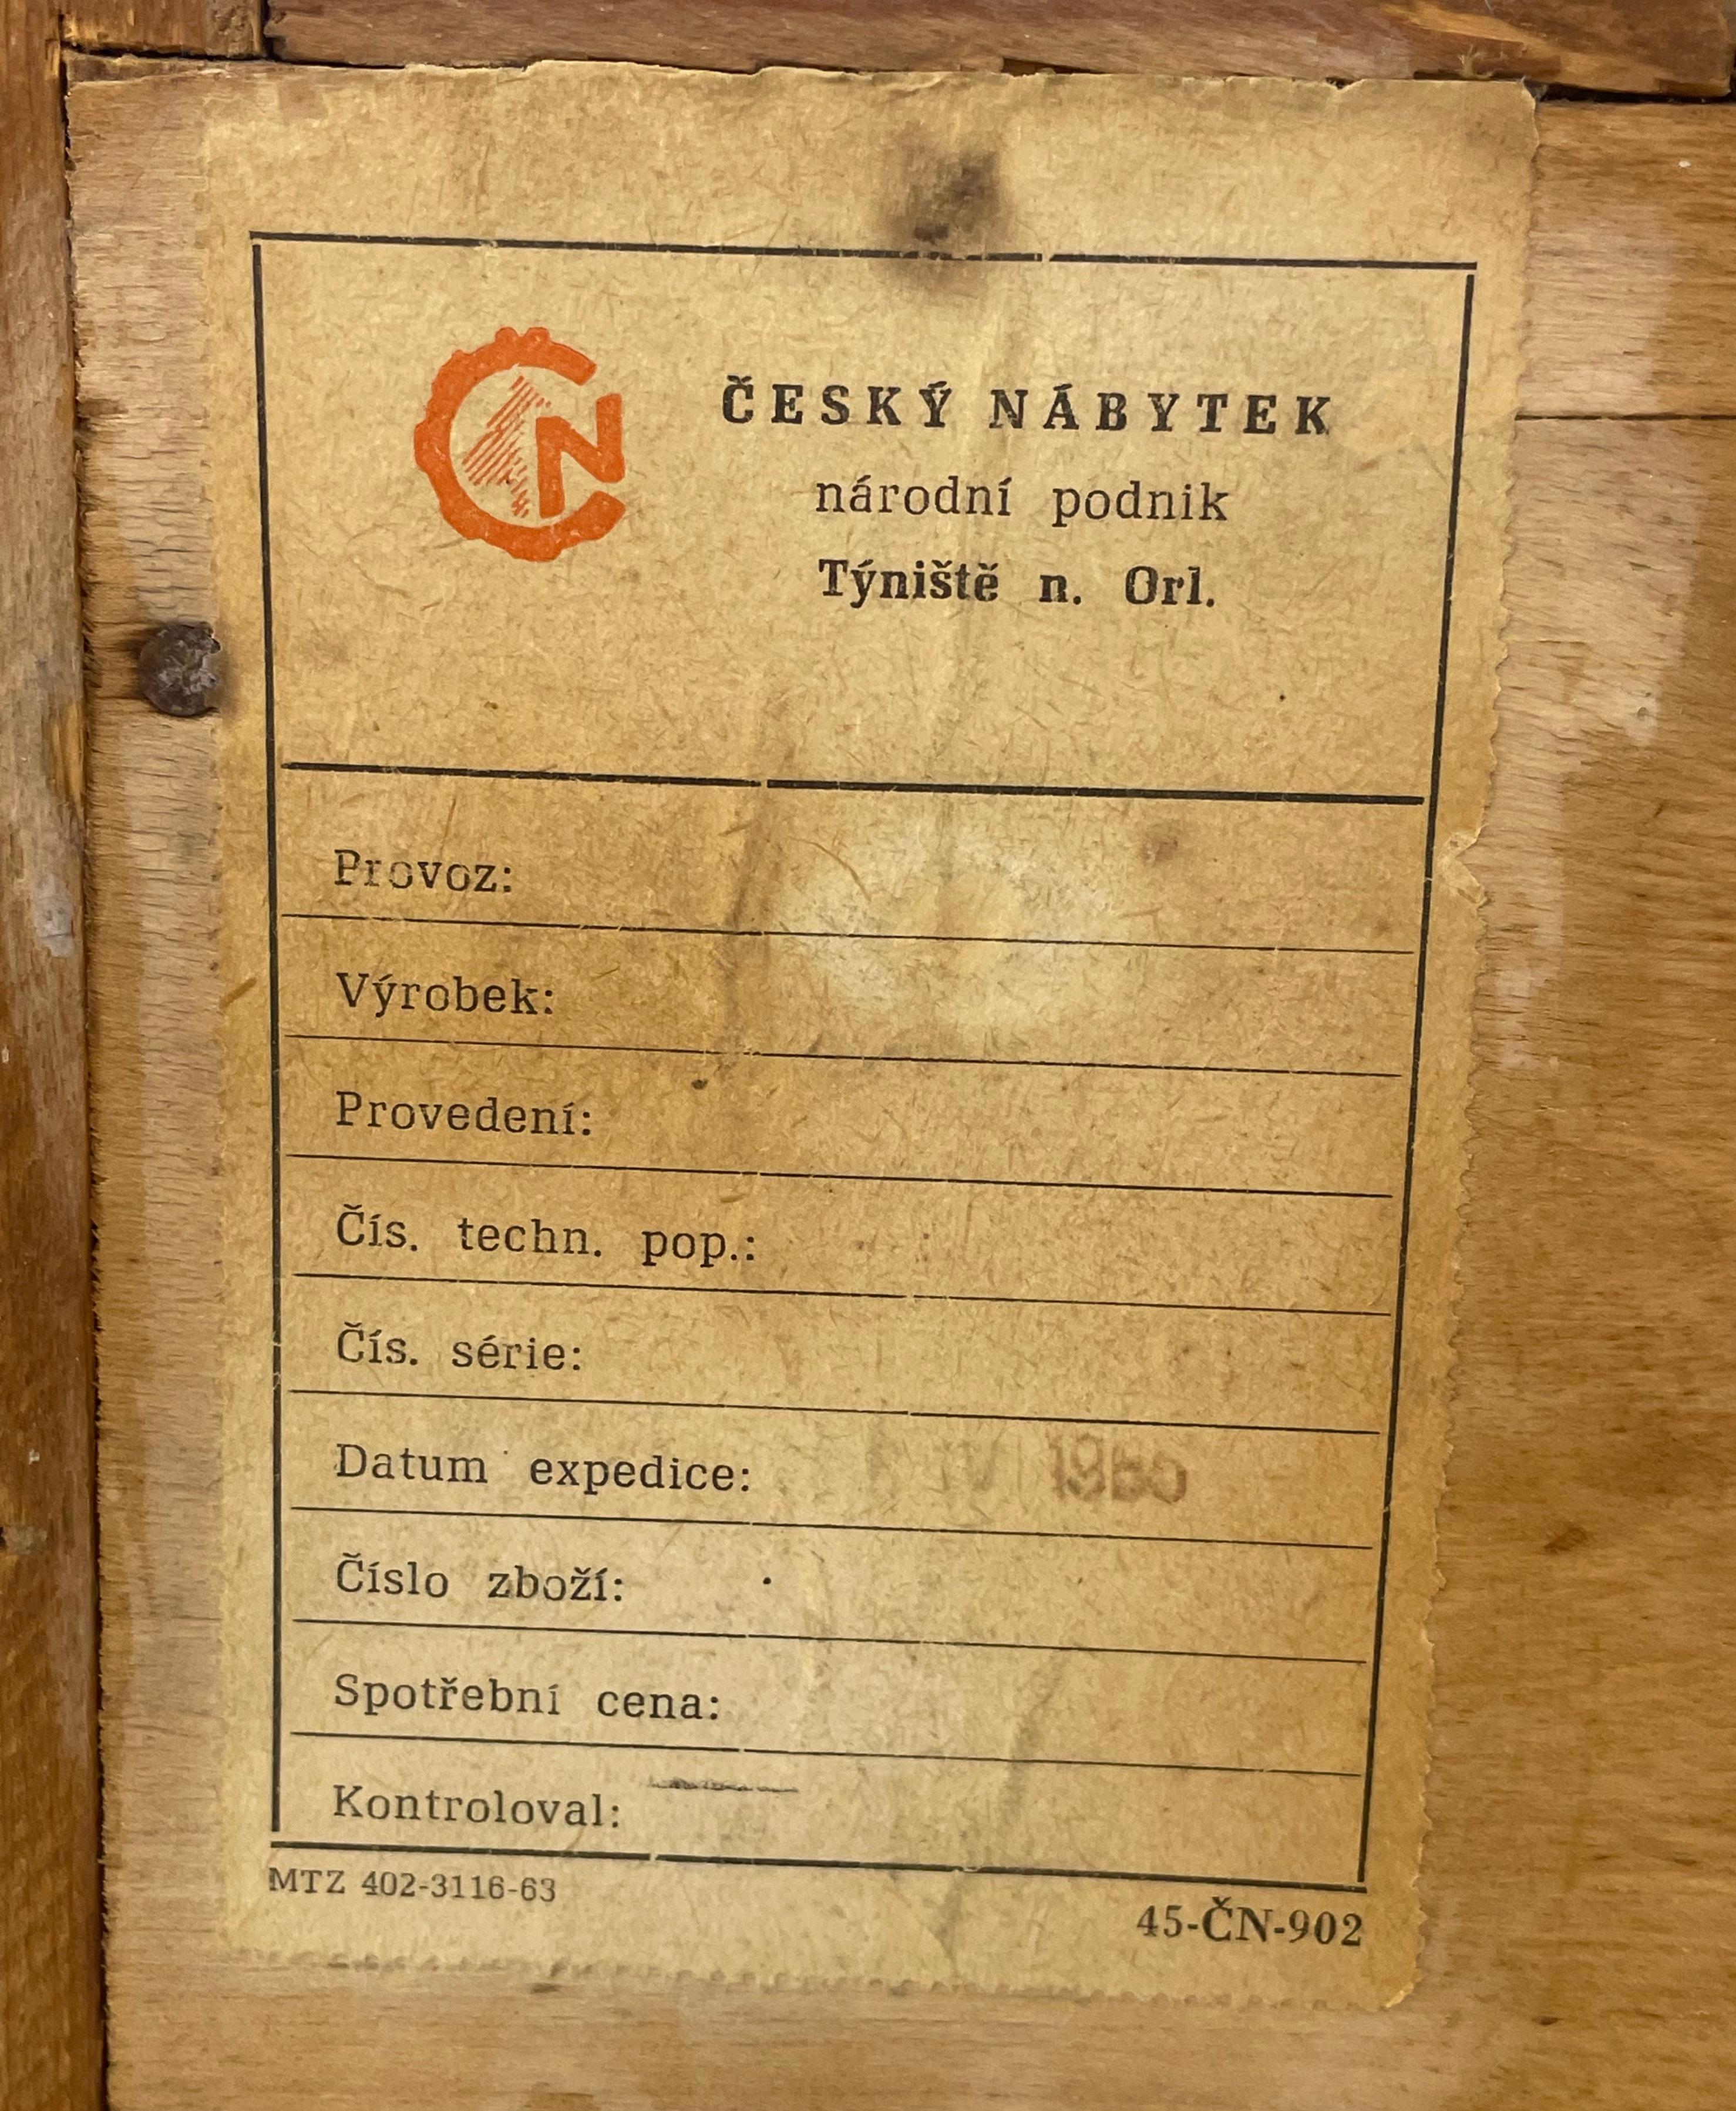 ČN
ČESKÝ NÁBYTEK
národní podnik
Týniště n. Orl.
Provoz:
Výrobek:
Provedení:
Čís. techn. pop.:
Čís. série:
Datum expedice:
Číslo zboží:
Spotřební cena:
Kontroloval:
MTZ 402-3116-63
45-ČN-902